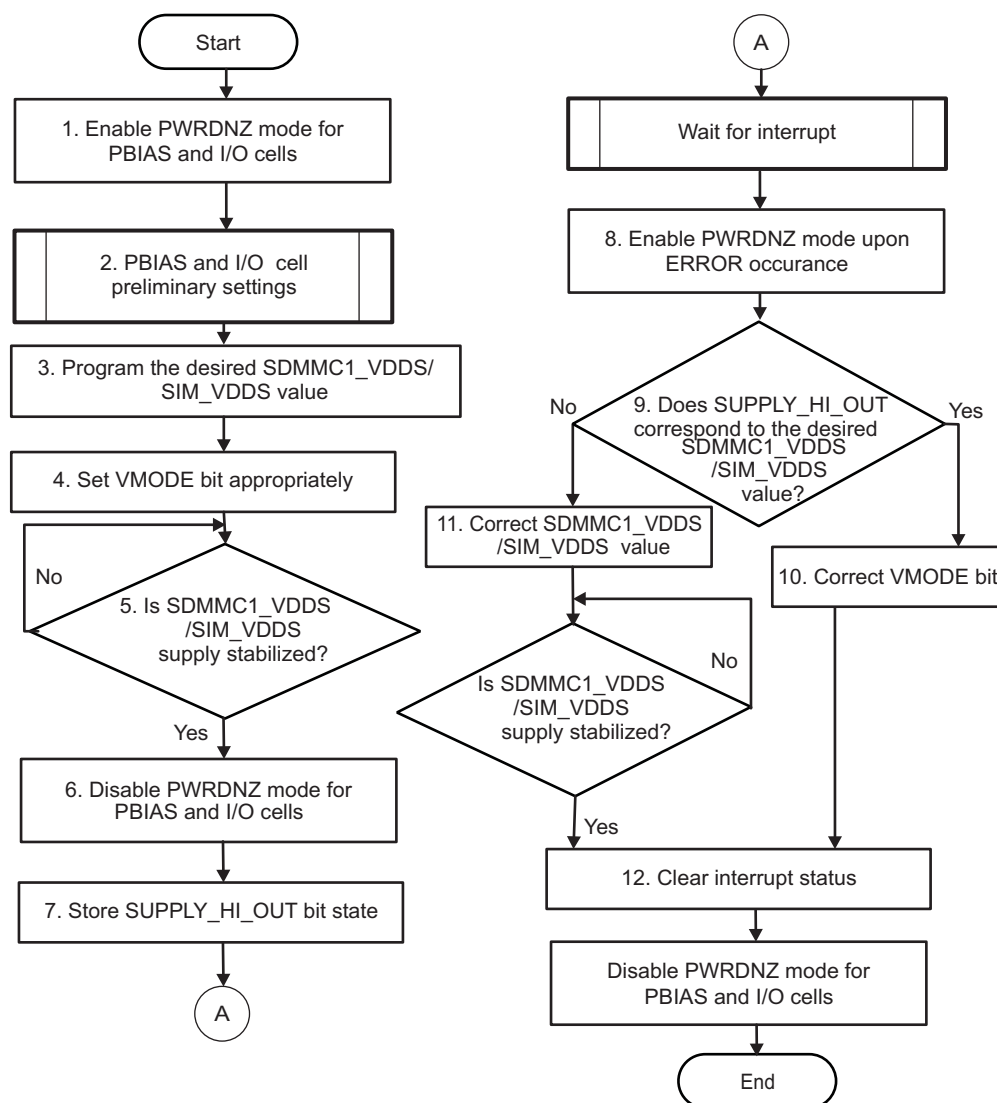 Start
1. Enable PWRDNZ mode for
PBIAS and I/O cells
2. PBIAS and I/O cell
preliminary settings
3. Program the desired SDMMC1_VDDS/
SIM_VDDS value
4. Set VMODE bit appropriately
No
5. Is SDMMC1_VDDS
/SIM_VDDS
supply stabilized?
Yes
6. Disable PWRDNZ mode for
PBIAS and I/O cells
7. Store SUPPLY_HI_OUT bit state
A
A
Wait for interrupt
8. Enable PWRDNZ mode upon
ERROR occurance
No
9. Does SUPPLY_HI_OUT
correspond to the desired
SDMMC1_VDDS
/SIM_VDDS
value?
Yes
11. Correct SDMMC1_VDDS
/SIM_VDDS value
10. Correct VMODE bit
No
Is SDMMC1_VDDS
/SIM_VDDS
supply stabilized?
Yes
12. Clear interrupt status
Disable PWRDNZ mode for
PBIAS and I/O cells
End